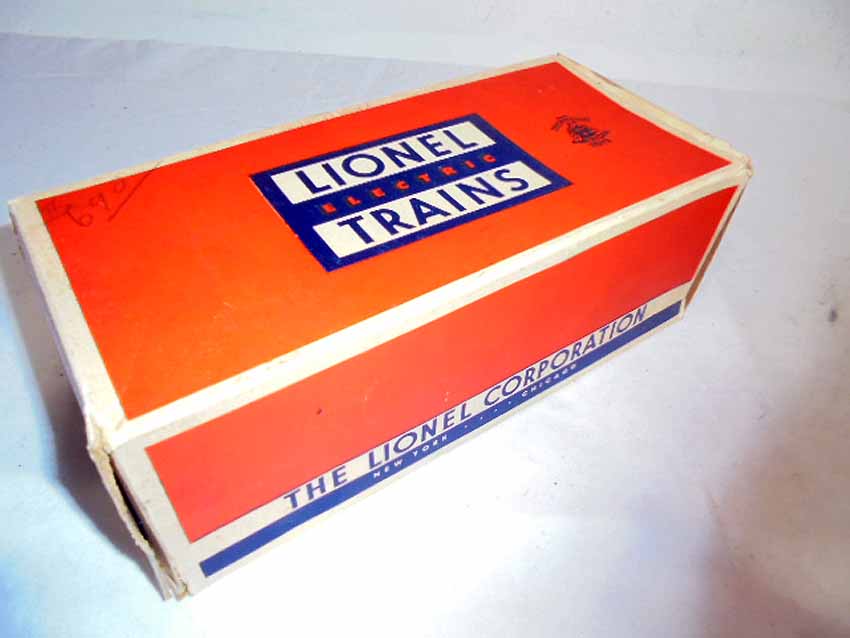 LIONEL
ELECTRIC
TRAINS
THE LIONEL CORPORATION
NEW YORK . . . . CHICAGO